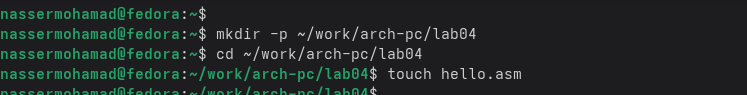 nassermohamad@fedora:~$
nassermohamad@fedora:~$ mkdir -p ~/work/arch-pc/lab04
nassermohamad@fedora:~$ cd ~/work/arch-pc/lab04
nassermohamad@fedora:~/work/arch-pc/lab04$ touch hello.asm
nassermohamad@fedora:~/work/arch-pc/lab04$